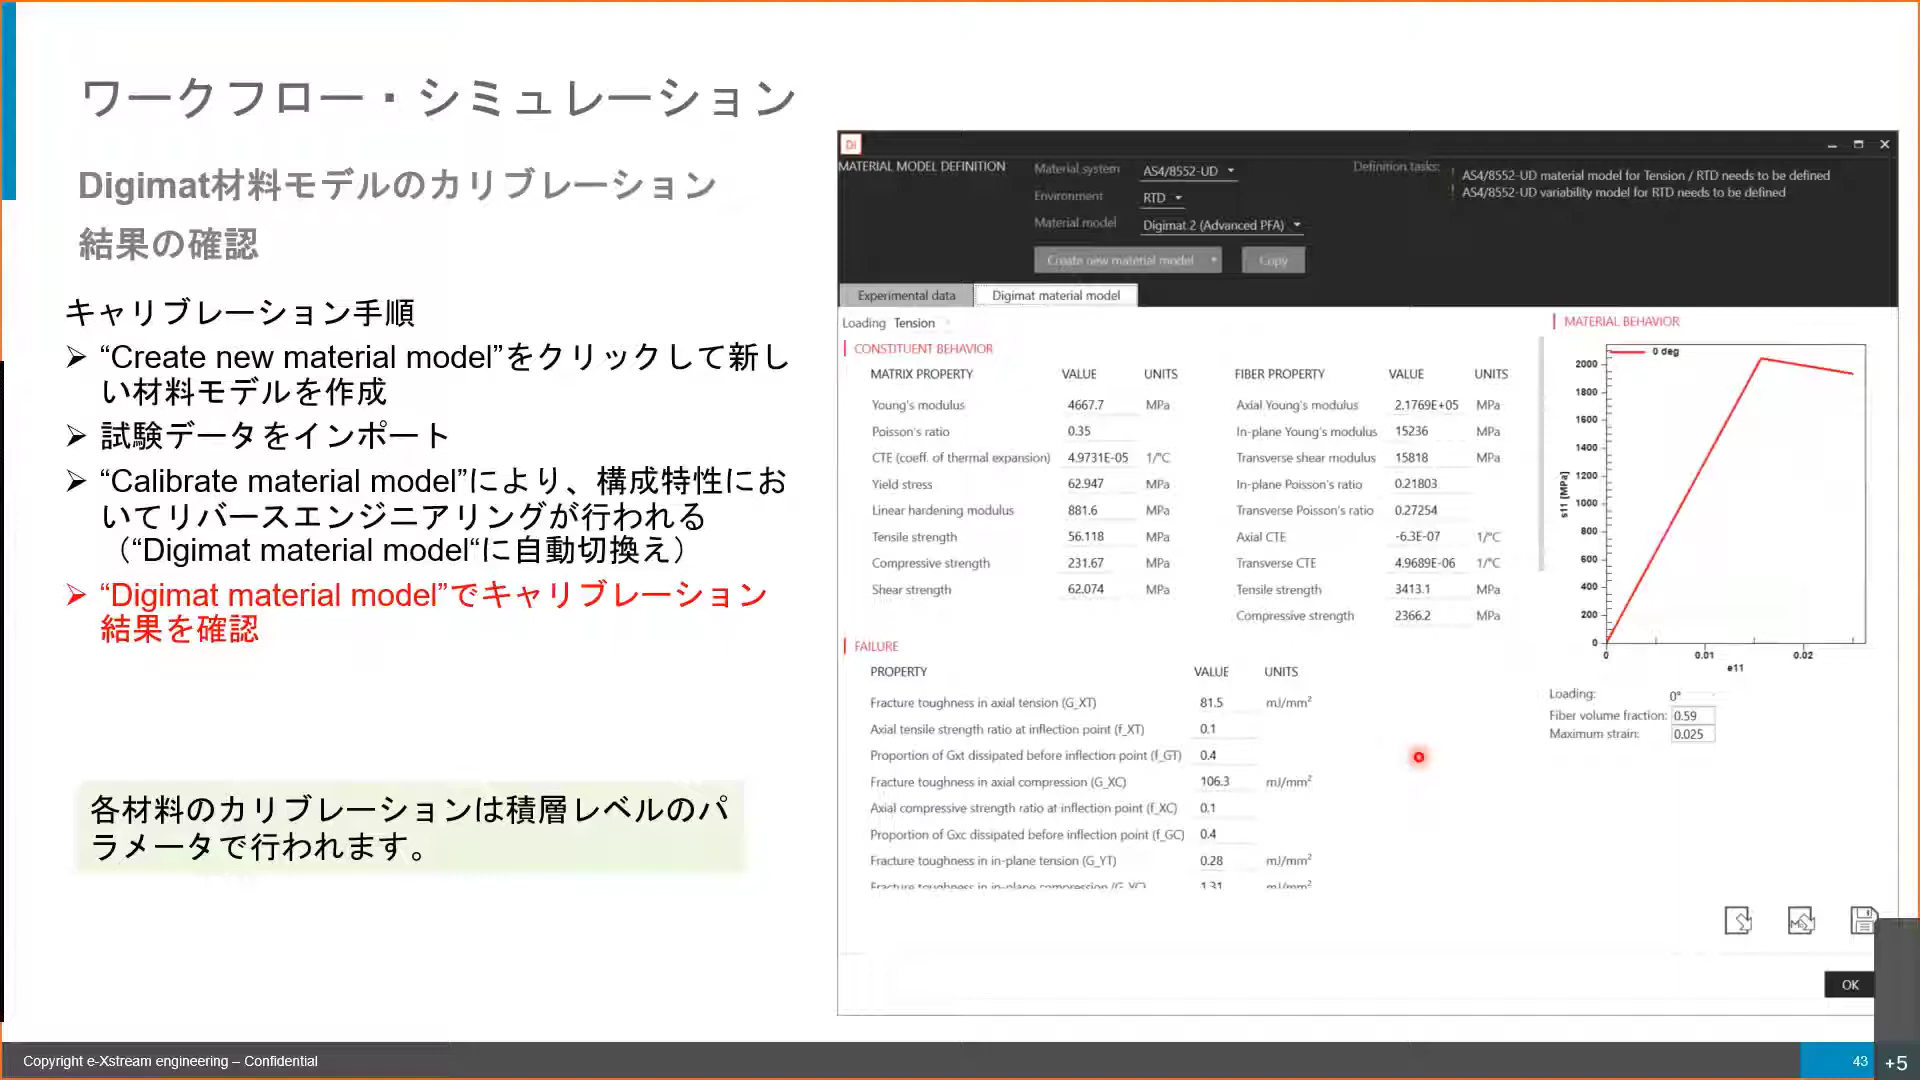 ワークフロー・シミュレーション
Digimat材料モデルのカリブレーション
結果の確認
キャリブレーション手順
➢ “Create new material model”をクリックして新し
い材料モデルを作成
➢ 試験データをインポート
➢ “Calibrate material model”により、構成特性にお
いてリバースエンジニアリングが行われる
（“Digimat material model“に自動切換え）
➢ “Digimat material model”でキャリブレーション
結果を確認
各材料のカリブレーションは積層レベルのパ
ラメータで行われます。
Di
MATERIAL MODEL DEFINITION
Material system AS4/8552-UD
Environment RTD
Material model Digimat 2 (Advanced PFA)
Create new material model Copy
Definition tasks:
! AS4/8552-UD material model for Tension / RTD needs to be defined
! AS4/8552-UD variability model for RTD needs to be defined
Experimental data Digimat material model
Loading Tension
CONSTITUENT BEHAVIOR
MATRIX PROPERTY VALUE UNITS
Young's modulus 4667.7 MPa
Poisson's ratio 0.35
CTE (coeff. of thermal expansion) 4.9731E-05 1/°C
Yield stress 62.947 MPa
Linear hardening modulus 881.6 MPa
Tensile strength 56.118 MPa
Compressive strength 231.67 MPa
Shear strength 62.074 MPa
FIBER PROPERTY VALUE UNITS
Axial Young's modulus 2.1769E+05 MPa
In-plane Young's modulus 15236 MPa
Transverse shear modulus 15818 MPa
In-plane Poisson's ratio 0.21803
Transverse Poisson's ratio 0.27254
Axial CTE -6.3E-07 1/°C
Transverse CTE 4.9689E-06 1/°C
Tensile strength 3413.1 MPa
Compressive strength 2366.2 MPa
FAILURE
PROPERTY VALUE UNITS
Fracture toughness in axial tension (G_XT) 81.5 mJ/mm²
Axial tensile strength ratio at inflection point (f_XT) 0.1
Proportion of Gxt dissipated before inflection point (f_GT) 0.4
Fracture toughness in axial compression (G_XC) 106.3 mJ/mm²
Axial compressive strength ratio at inflection point (f_XC) 0.1
Proportion of Gxc dissipated before inflection point (f_GC) 0.4
Fracture toughness in in-plane tension (G_YT) 0.28 mJ/mm²
Fracture toughness in in-plane compression (G_YC) 1.31 mJ/mm²
MATERIAL BEHAVIOR
0 deg
2000
1800
1600
1400
1200
1000
800
600
400
200
0
s11 [MPa]
0 0.01 0.02
e11
Loading: 0°
Fiber volume fraction: 0.59
Maximum strain: 0.025
OK
Copyright e-Xstream engineering – Confidential
43
+5